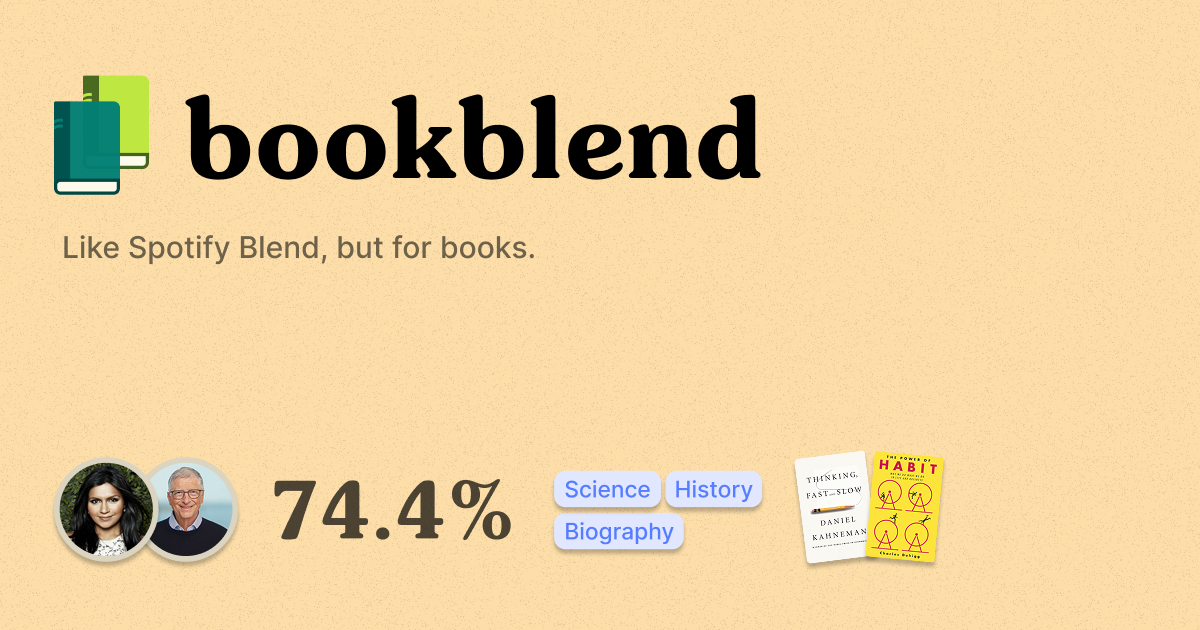 bookblend
Like Spotify Blend, but for books.
74.4%
Science
History
Biography
THINKING,
FAST AND SLOW
DANIEL
KAHNEMAN
THE POWER OF
HABIT
Charles Duhigg